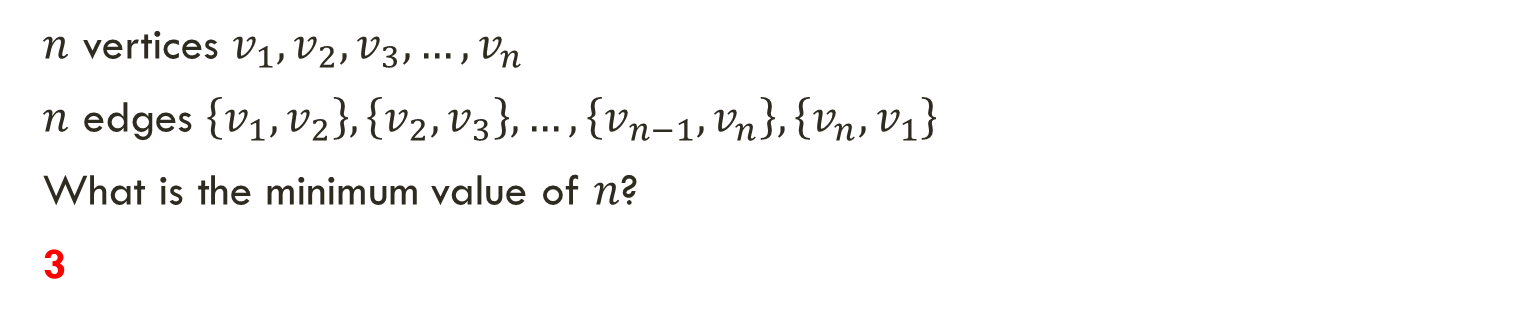 n vertices v₁, v₂, v₃, … , vₙ
n edges {v₁, v₂}, {v₂, v₃}, … , {vₙ₋₁, vₙ}, {vₙ, v₁}
What is the minimum value of n?
3